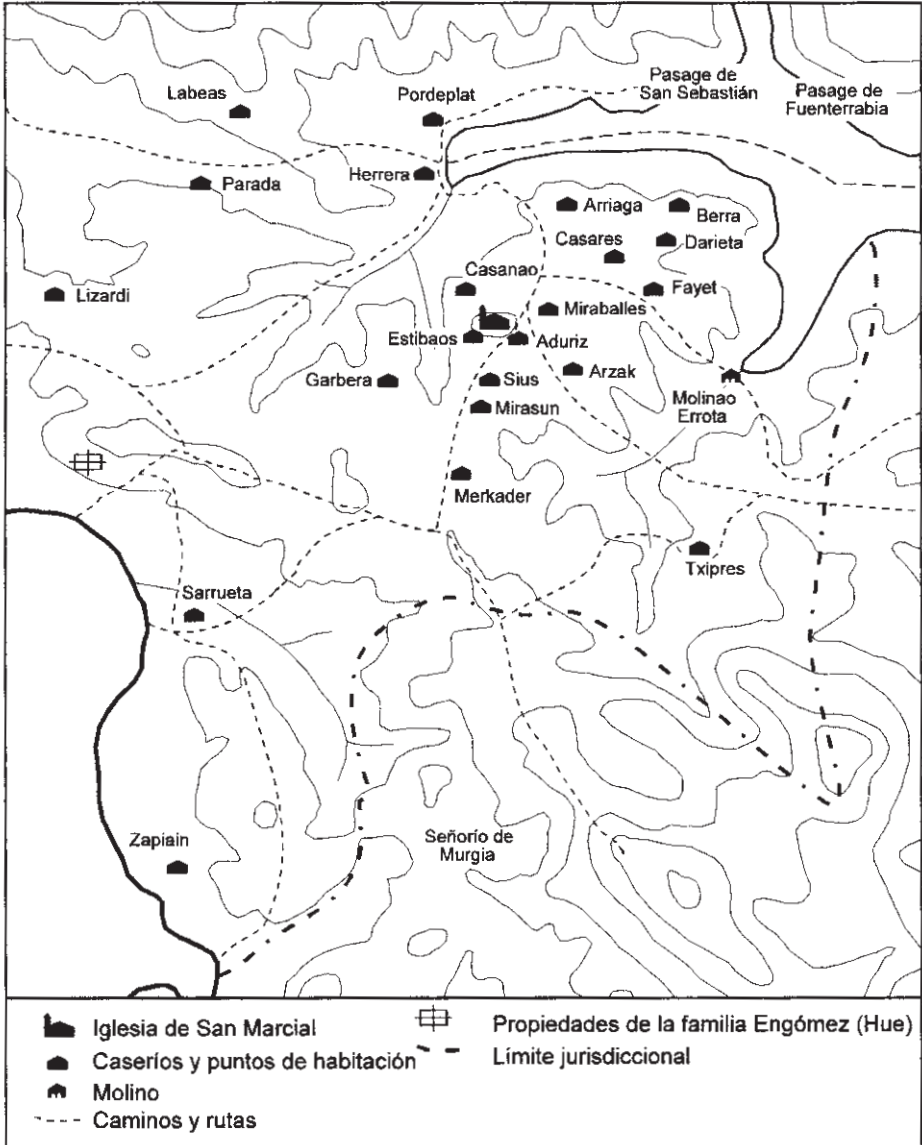 Pasage de
San Sebastián
Pasage de
Fuenterrabia
Labeas
Pordeplat
Herrera
Parada
Arriaga
Berra
Casares
Darieta
Casanao
Fayet
Lizardi
Miraballes
Estibaos
Aduriz
Garbera
Sius
Arzak
Molinao
Errota
Mirasun
Merkader
Txipres
Sarrueta
Zapiain
Señorío de
Murgia
Iglesia de San Marcial
Propiedades de la familia Engómez (Hue)
Caseríos y puntos de habitación
Límite jurisdiccional
Molino
Caminos y rutas